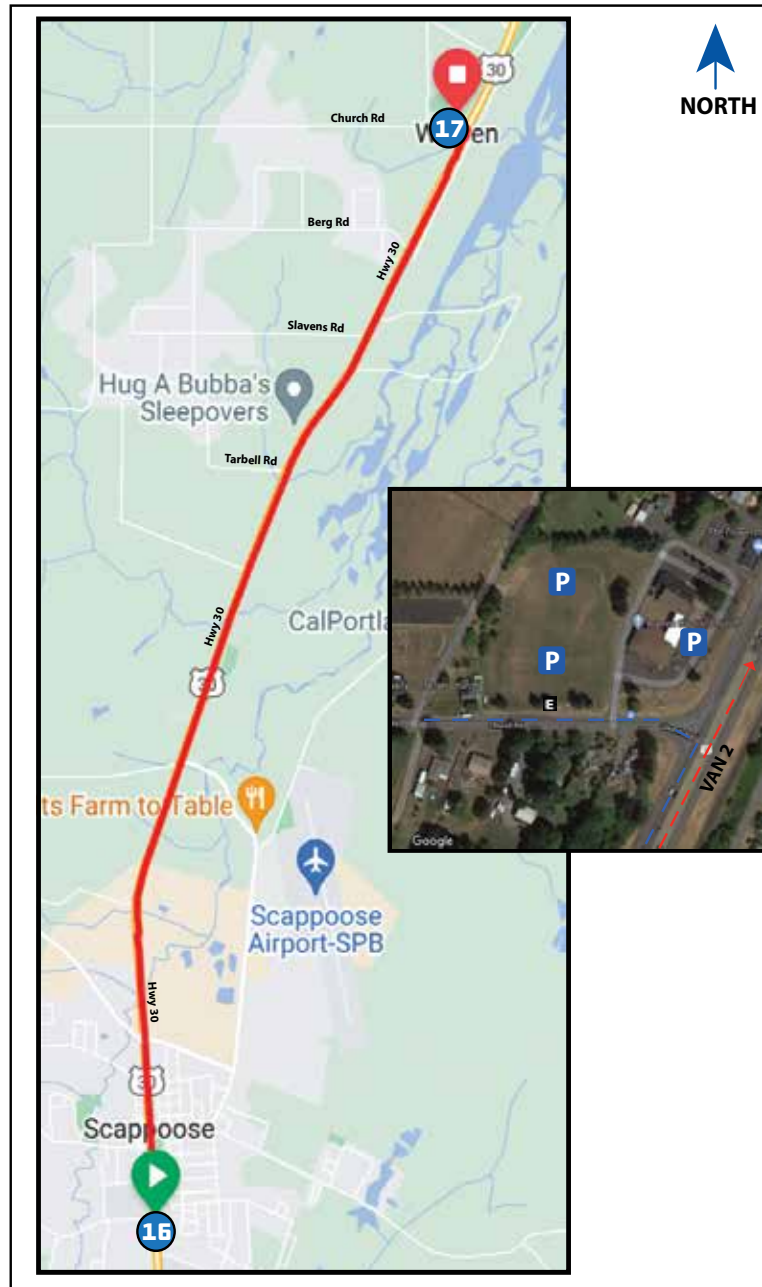 30
NORTH
Church Rd
17
Berg Rd
Hwy 30
Slavens Rd
Hug A Bubba's
Sleepovers
Tarbell Rd
P
Hwy 30
P
P
30
E
VAN 2
ts Farm to Table
Google
Scappoose
Airport-SPB
Hwy 30
30
Scappoose
16